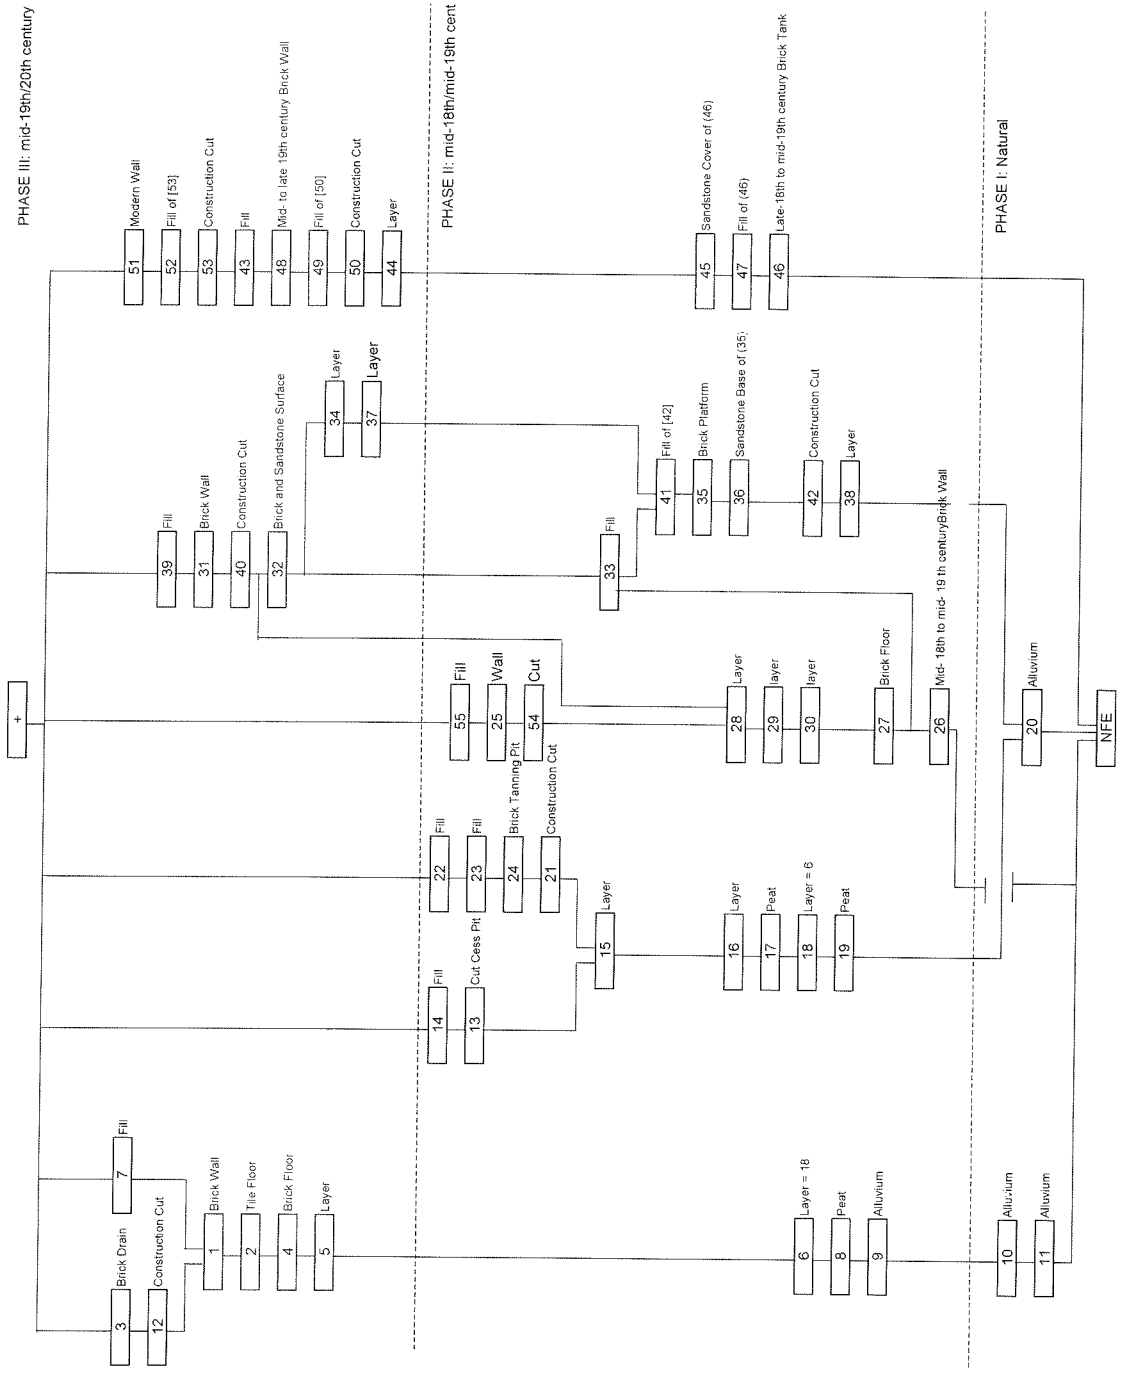 PHASE III: mid-19th/20th century
+
3 Brick Drain
12 Construction Cut
7 Fill
1 Brick Wall
2 Tile Floor
4 Brick Floor
5 Layer
39 Fill
31 Brick Wall
40 Construction Cut
32 Brick and Sandstone Surface
34 Layer
37 Layer
51 Modern Wall
52 Fill of [53]
53 Construction Cut
43 Fill
48 Mid- to late 19th century Brick Wall
49 Fill of [50]
50 Construction Cut
44 Layer
PHASE II: mid-18th/mid-19th cent
14 Fill
13 Cut Cess Pit
22 Fill
23 Fill
24 Brick Tanning Pit
21 Construction Cut
15 Layer
16 Layer
17 Peat
18 Layer = 6
19 Peat
6 Layer = 18
8 Peat
9 Alluvium
55 Fill
25 Wall
54 Cut
28 Layer
29 layer
30 layer
27 Brick Floor
26 Mid- 18th to mid- 19 th centuryBrick Wall
33 Fill
41 Fill of [42]
35 Brick Platform
36 Sandstone Base of (35)
42 Construction Cut
38 Layer
45 Sandstone Cover of (46)
47 Fill of (46)
46 Late-18th to mid-19th century Brick Tank
PHASE I: Natural
10 Alluvium
11 Alluvium
20 Alluvium
NFE